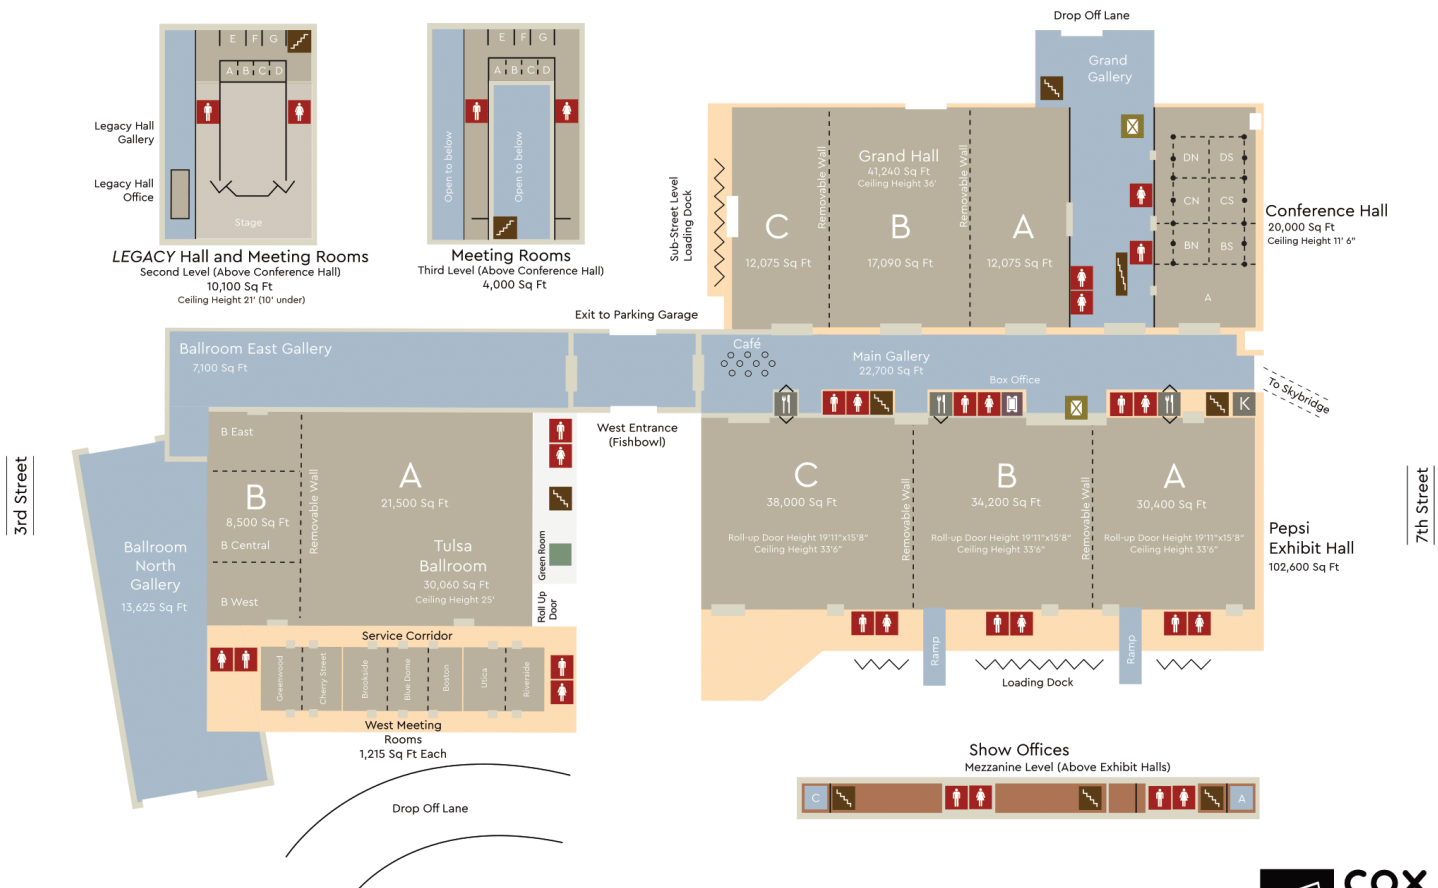 Drop Off Lane
Grand
Gallery
E F G
A B C D
Legacy Hall
Gallery
Legacy Hall
Office
Stage
LEGACY Hall and Meeting Rooms
Second Level (Above Conference Hall)
10,100 Sq Ft
Ceiling Height 21' (10' under)
E F G
A B C D
Open to below
Open to below
Meeting Rooms
Third Level (Above Conference Hall)
4,000 Sq Ft
Sub-Street Level
Loading Dock
Removable Wall
Grand Hall
41,240 Sq Ft
Ceiling Height 36'
Removable Wall
C
12,075 Sq Ft
B
17,090 Sq Ft
A
12,075 Sq Ft
DN DS
CN CS
BN BS
A
Conference Hall
20,000 Sq Ft
Ceiling Height 11' 6"
Exit to Parking Garage
Ballroom East Gallery
7,100 Sq Ft
Café
Main Gallery
22,700 Sq Ft
Box Office
K
To Skybridge
West Entrance
(Fishbowl)
3rd Street
7th Street
B East
B
8,500 Sq Ft
B Central
B West
Removable Wall
A
21,500 Sq Ft
Tulsa
Ballroom
30,060 Sq Ft
Ceiling Height 25'
Green Room
Roll Up
Door
Ballroom
North
Gallery
13,625 Sq Ft
Service Corridor
Greenwood
Cherry Street
Brookside
Blue Dome
Boston
Utica
Riverside
West Meeting
Rooms
1,215 Sq Ft Each
Drop Off Lane
C
38,000 Sq Ft
Roll-up Door Height 19'11"x15'8"
Ceiling Height 33'6"
Removable Wall
B
34,200 Sq Ft
Roll-up Door Height 19'11"x15'8"
Ceiling Height 33'6"
Removable Wall
A
30,400 Sq Ft
Roll-up Door Height 19'11"x15'8"
Ceiling Height 33'6"
Pepsi
Exhibit Hall
102,600 Sq Ft
Ramp
Ramp
Loading Dock
Show Offices
Mezzanine Level (Above Exhibit Halls)
C
A
COX